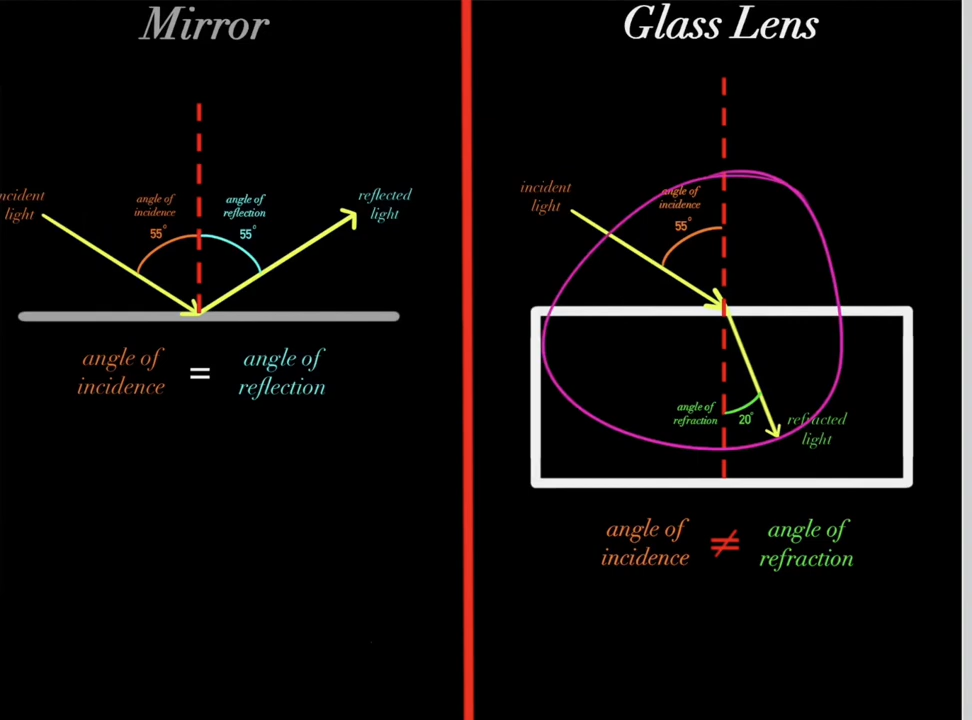 Mirror
ncident
light
angle of
incidence
55°
angle of
reflection
55°
reflected
light
angle of
incidence
=
angle of
reflection
Glass Lens
incident
light
angle of
incidence
55°
angle of
refraction
20°
refracted
light
angle of
incidence
≠
angle of
refraction